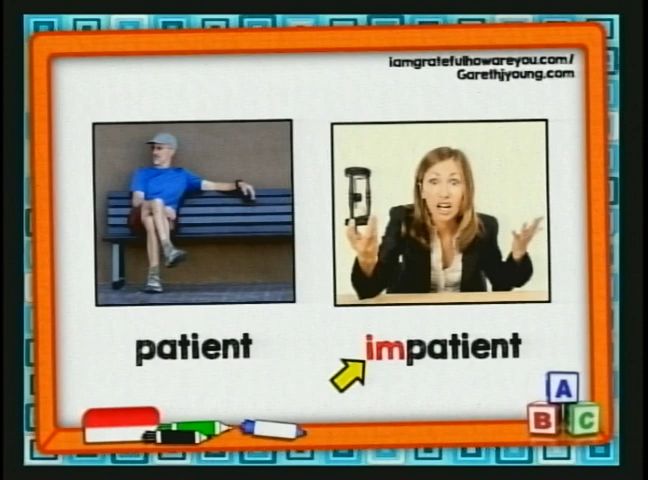 iamgratefulhowareyou.com/
Garethjyoung.com
patient
impatient
A
B
C